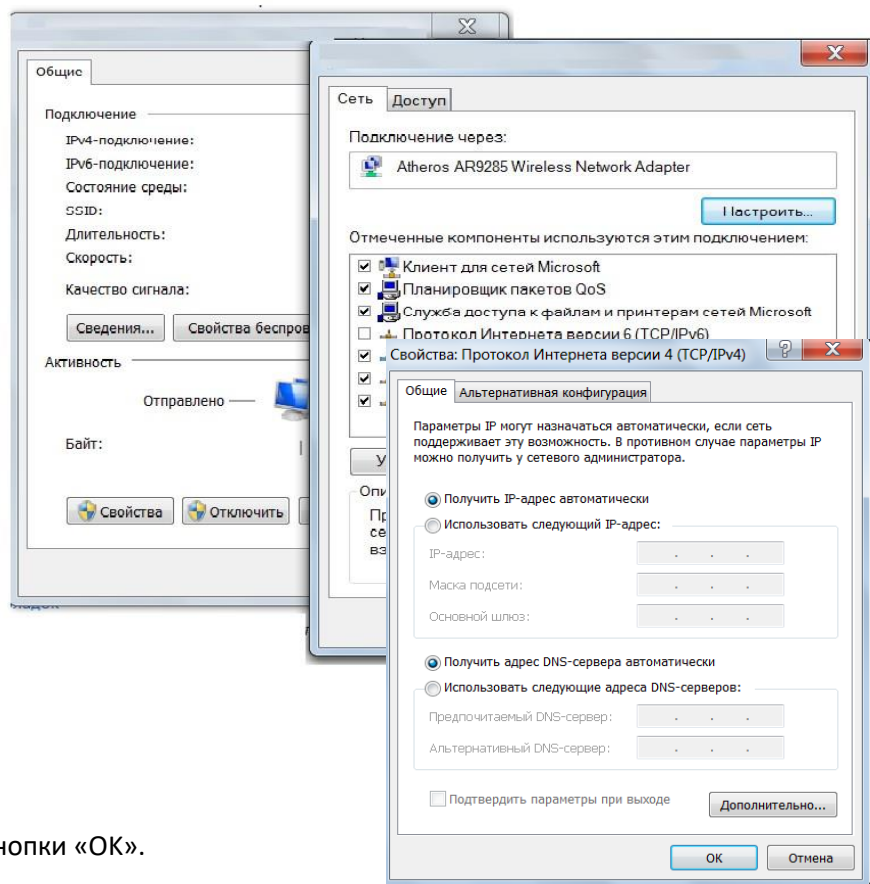 Общие
Подключение
IPv4-подключение:
IPv6-подключение:
Состояние среды:
SSID:
Длительность:
Скорость:
Качество сигнала:
Сведения...
Активность
Отправлено
Байт:
Свойства
Отключить
Сеть
Доступ
Подключение через:
Atheros AR9285 Wireless Network Adapter
Настроить...
Отмеченные компоненты используются этим подключением:
Клиент для сетей Microsoft
Планировщик пакетов QoS
Служба доступа к файлам и принтерам сетей Microsoft
Протокол Интернета версии 6 (TCP/IPv6)
Свойства: Протокол Интернета версии 4 (TCP/IPv4)
Общие
Альтернативная конфигурация
Параметры IP могут назначаться автоматически, если сеть
поддерживает эту возможность. В противном случае параметры IP
можно получить у сетевого администратора.
Получить IP-адрес автоматически
Использовать следующий IP-адрес:
IP-адрес:
Маска подсети:
Основной шлюз:
Получить адрес DNS-сервера автоматически
Использовать следующие адреса DNS-серверов:
Предпочитаемый DNS-сервер:
Альтернативный DNS-сервер:
Подтвердить параметры при выходе
Дополнительно...
ОК
Отмена
«ОК».